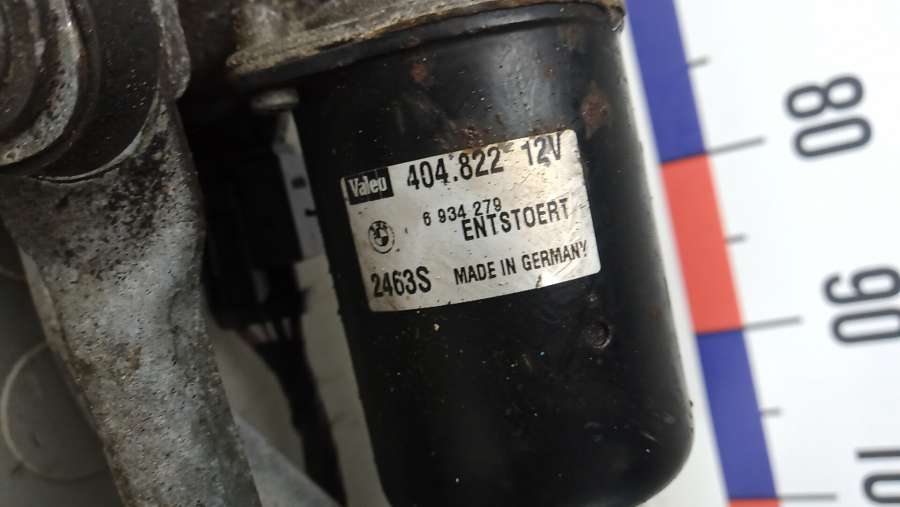 Valeo 404.822 12V
6 934 279
ENTSTOERT
2463S MADE IN GERMANY
80
90